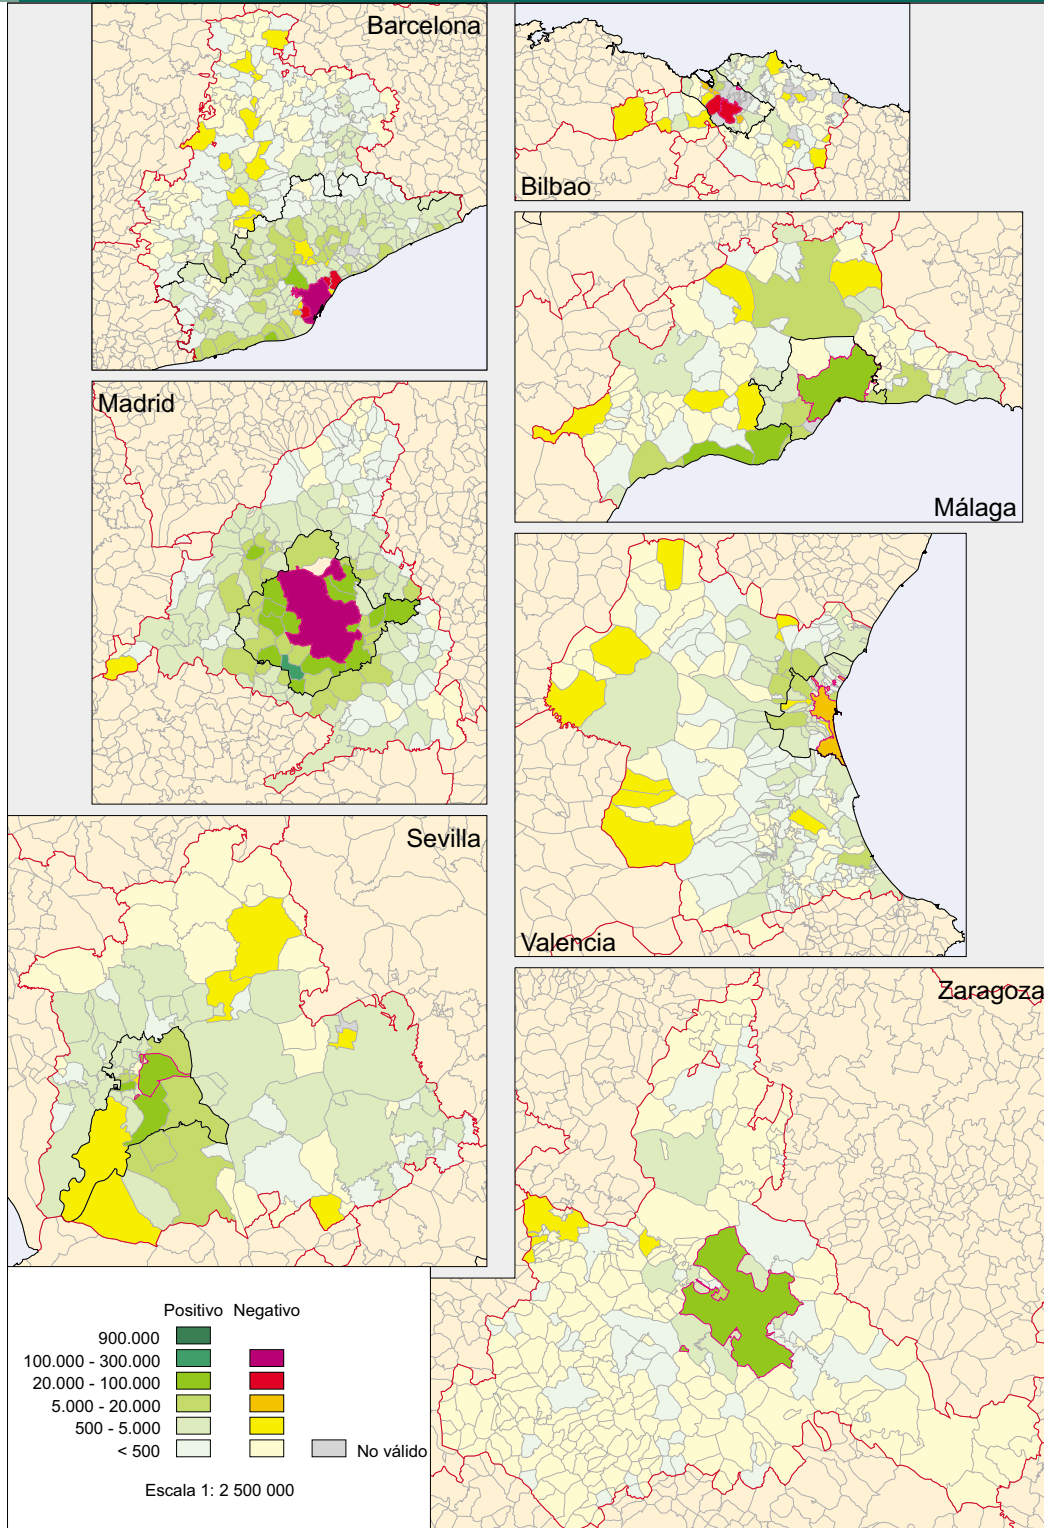 Barcelona
Bilbao
Madrid
Málaga
Sevilla
Valencia
Zaragoza
Positivo Negativo
900.000
100.000 - 300.000
20.000 - 100.000
5.000 - 20.000
500 - 5.000
< 500
No válido
Escala 1: 2 500 000